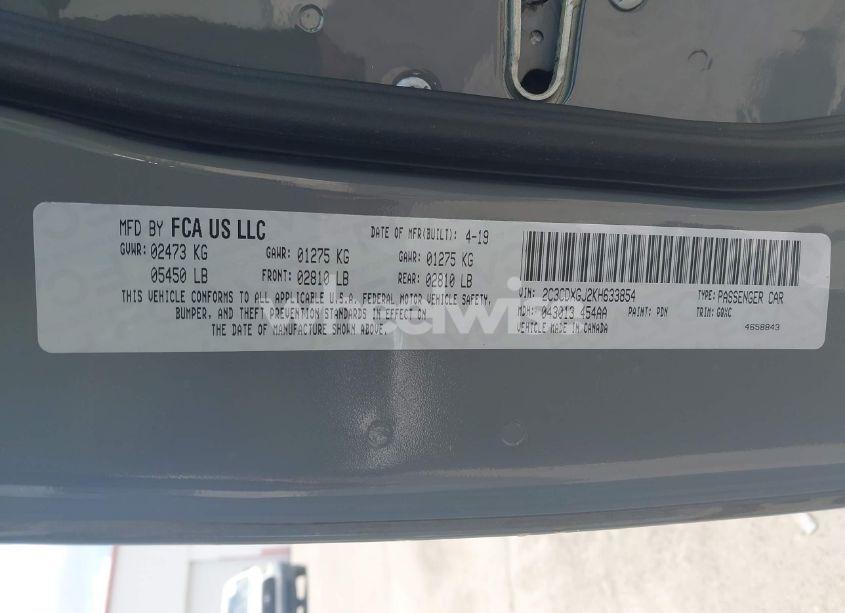 MFD BY FCA US LLC DATE OF MFR(BUILT): 4-19
GVWR: 02473 KG GAWR: 01275 KG GAWR: 01275 KG
05450 LB FRONT: 02810 LB REAR: 02810 LB
THIS VEHICLE CONFORMS TO ALL APPLICABLE U.S.A. FEDERAL MOTOR VEHICLE SAFETY,
BUMPER, AND THEFT PREVENTION STANDARDS IN EFFECT ON
THE DATE OF MANUFACTURE SHOWN ABOVE.
VIN: 2C3CDXGJ2KH633854 TYPE: PASSENGER CAR
MDH: 043013 454AA PAINT: PDN TRIM: GRXC
VEHICLE MADE IN CANADA 4658843